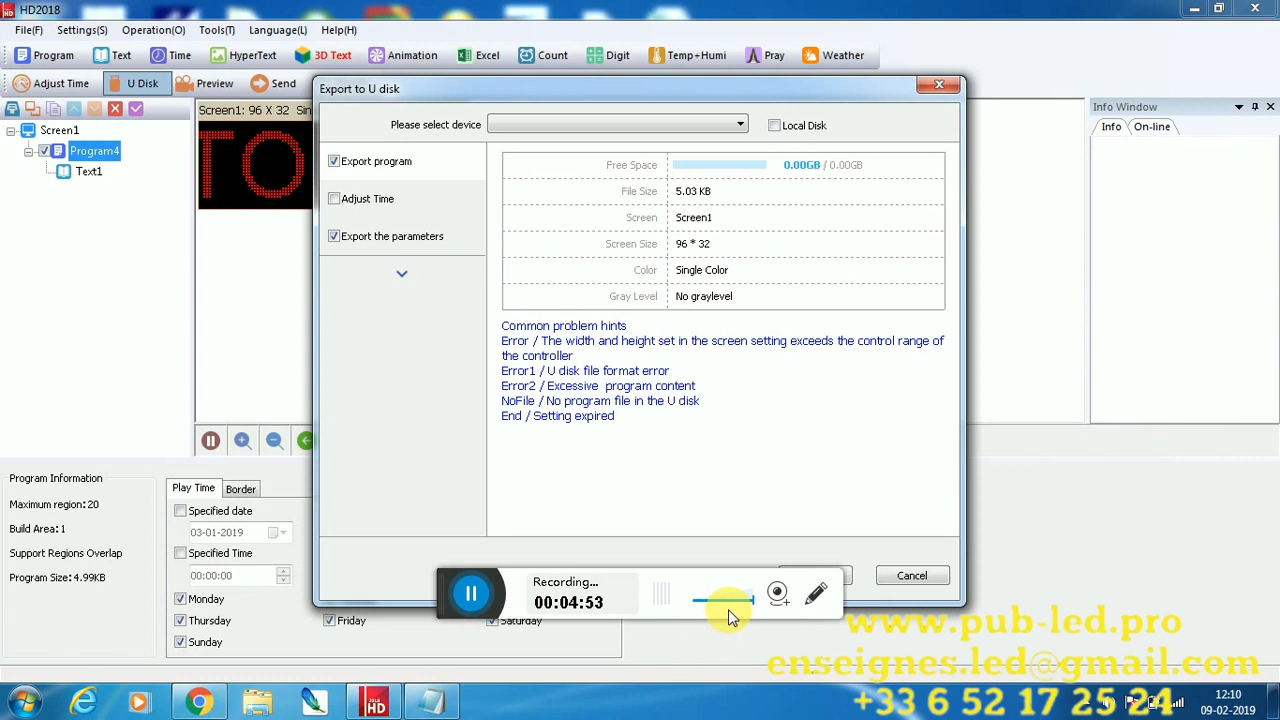 HD2018
File(F) Settings(S) Operation(O) Tools(T) Language(L) Help(H)
Program Text Time HyperText 3D Text Animation Excel Count Digit Temp+Humi Pray Weather
Adjust Time U Disk Preview Send
Export to U disk
Info Window
Info On-line
Screen1
Program4
Text1
Screen1: 96 X 32
TO
Please select device
Local Disk
Export program
Adjust Time
Export the parameters
Free Space 0.00GB / 0.00GB
File Size 5.03 KB
Screen Screen1
Screen Size 96 * 32
Color Single Color
Gray Level No graylevel
Common problem hints
Error / The width and height set in the screen setting exceeds the control range of
the controller
Error1 / U disk file format error
Error2 / Excessive program content
NoFile / No program file in the U disk
End / Setting expired
Cancel
Program Information
Maximum region:20
Build Area:1
Support Regions Overlap
Program Size:4.99KB
Play Time Border
Specified date
03-01-2019
Specified Time
00:00:00
Monday
Thursday Friday Saturday
Sunday
Recording...
00:04:53
www.pub-led.pro
enseignes.led@gmail.com
+33 6 52 17 25 24
2018
HD
12:10
09-02-2019